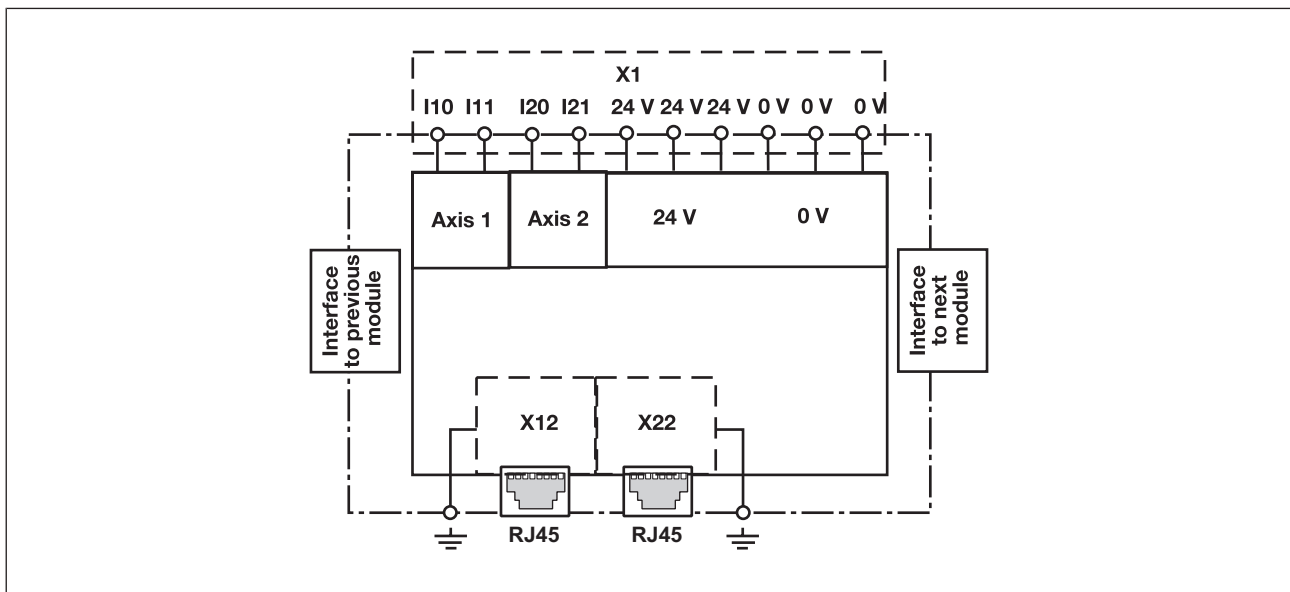 X1
I10 I11 I20 I21 24 V 24 V 24 V 0 V 0 V 0 V
Axis 1 Axis 2 24 V 0 V
Interface
to previous
module
Interface
to next
module
X12 X22
RJ45 RJ45